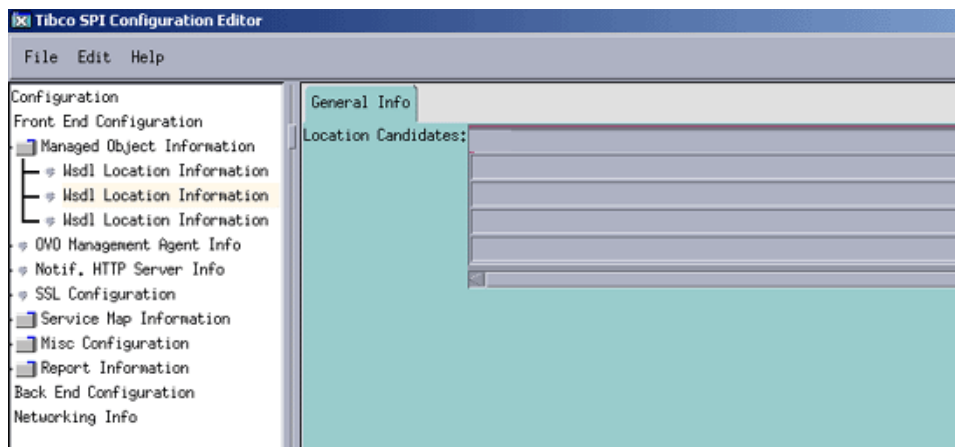 Tibco SPI Configuration Editor
File Edit Help
Configuration
Front End Configuration
Managed Object Information
Wsdl Location Information
Wsdl Location Information
Wsdl Location Information
OVO Management Agent Info
Notif. HTTP Server Info
SSL Configuration
Service Map Information
Misc Configuration
Report Information
Back End Configuration
Networking Info
General Info
Location Candidates: